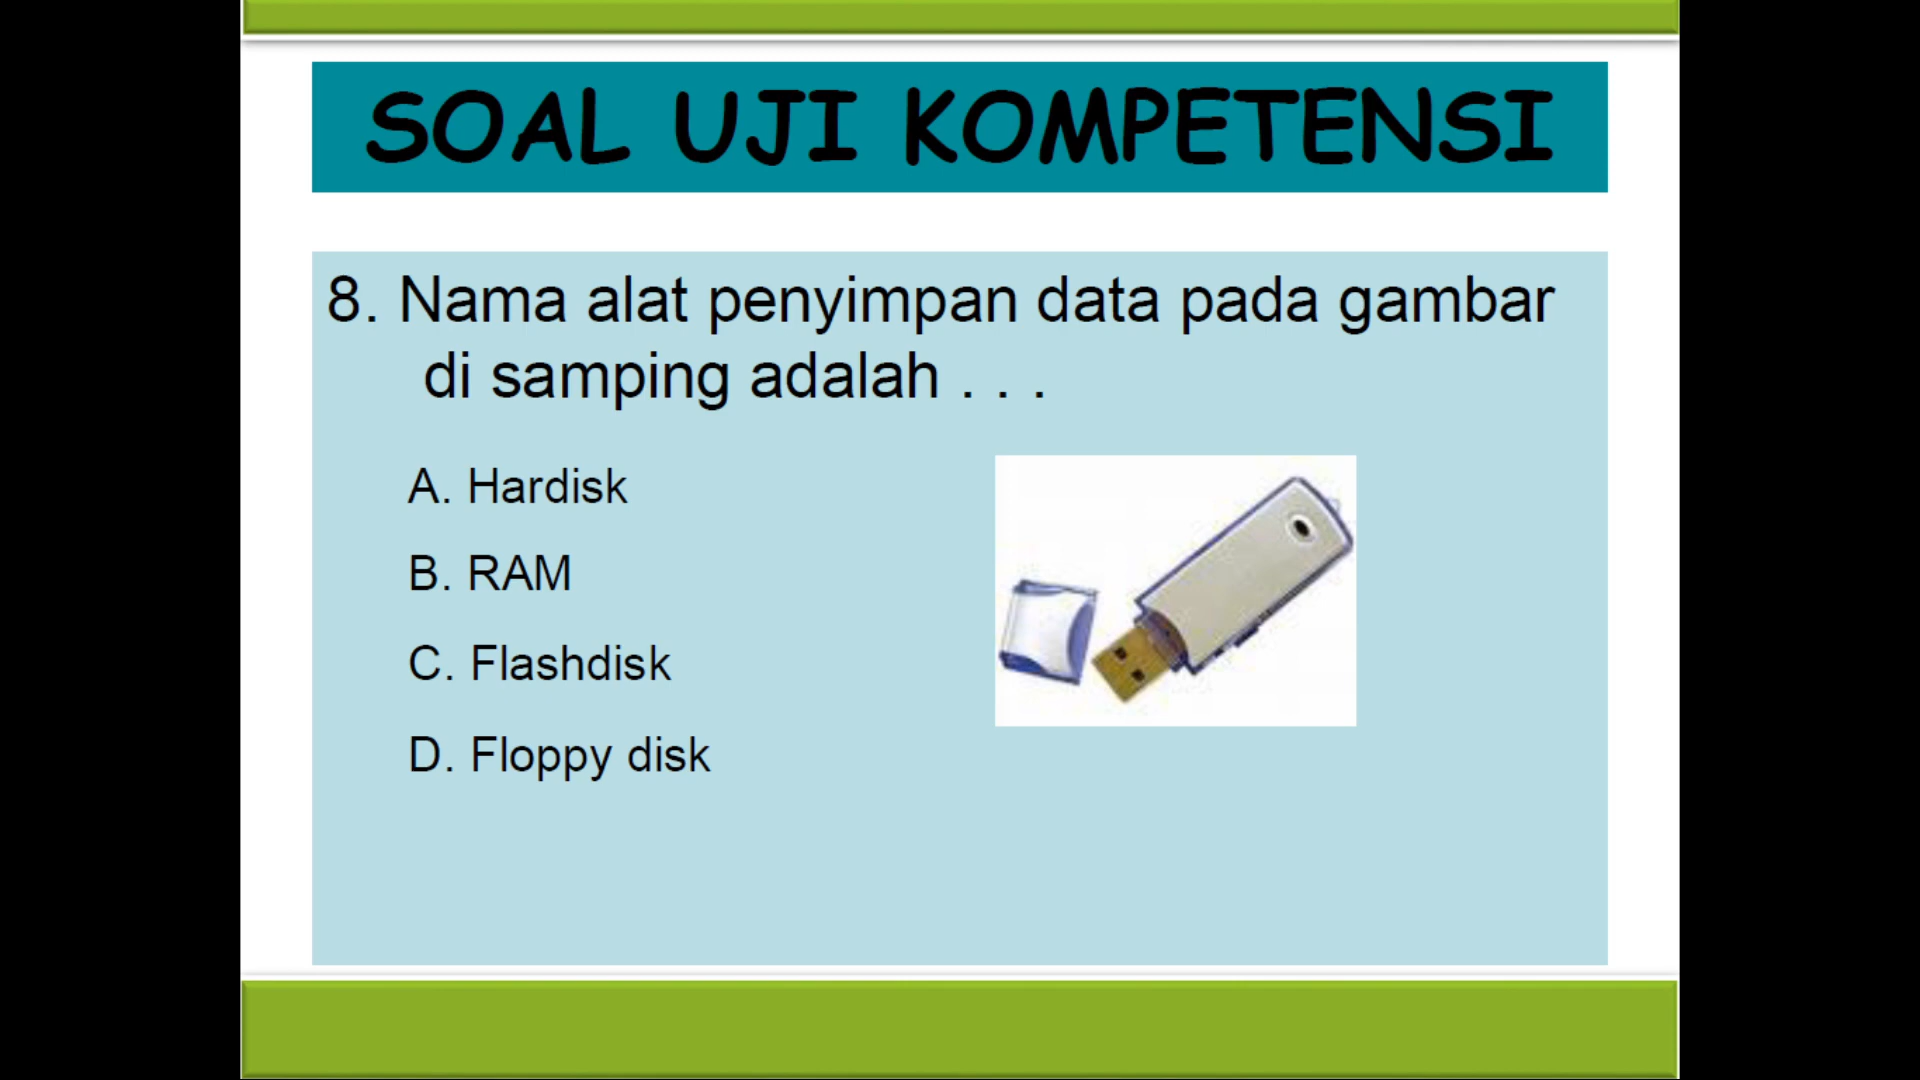 SOAL UJI KOMPETENSI
8. Nama alat penyimpan data pada gambar
di samping adalah . . .
A. Hardisk
B. RAM
C. Flashdisk
D. Floppy disk